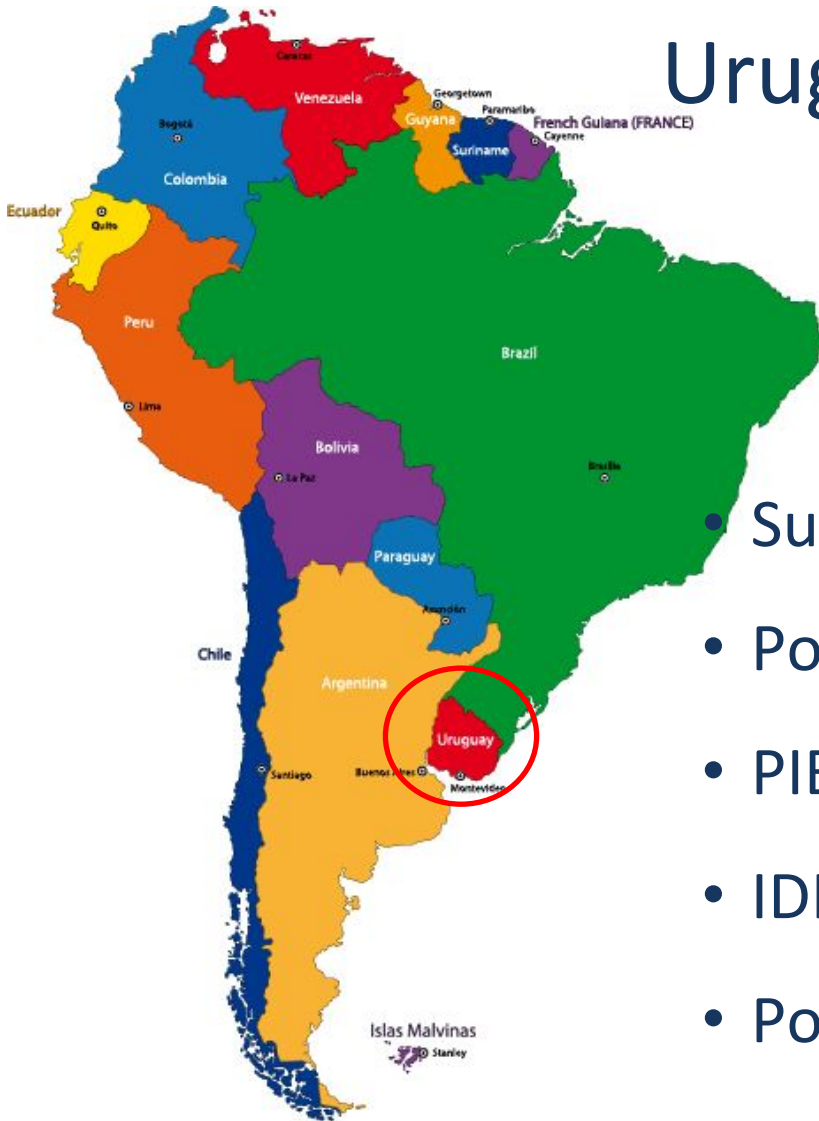 Urug
Caracas
Venezuela
Georgetown
Paramaribo
French Guiana (FRANCE)
Guyana
Cayenne
Suriname
Bogotá
Colombia
Ecuador
Quito
Peru
Brazil
Lima
Bolivia
La Paz
Brasília
• Su
Paraguay
Asunción
• Po
Chile
Argentina
Uruguay
Santiago
Buenos Aires
Montevideo
• PIB
• ID
• Po
Islas Malvinas
Stanley